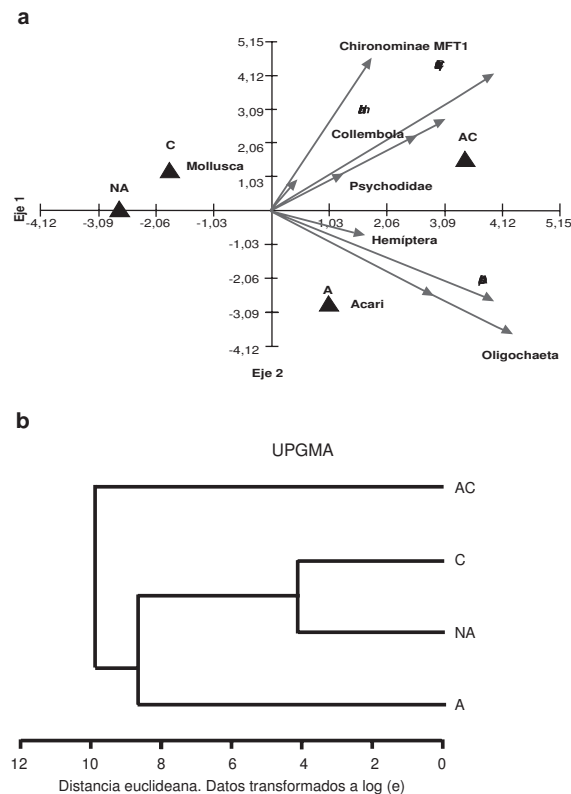 a
5,15
Chironominae MFT1
4,12
3,09
Collembola
2,06
C
AC
Mollusca
1,03
Psychodidae
NA
Eje 1
-4,12 -3,09 -2,06 -1,03 1,03 2,06 3,09 4,12 5,15
Hemíptera
-1,03
-2,06
A
-3,09
Acari
-4,12
Oligochaeta
Eje 2
b
UPGMA
AC
C
NA
A
12 10 8 6 4 2 0
Distancia euclideana. Datos transformados a log (e)